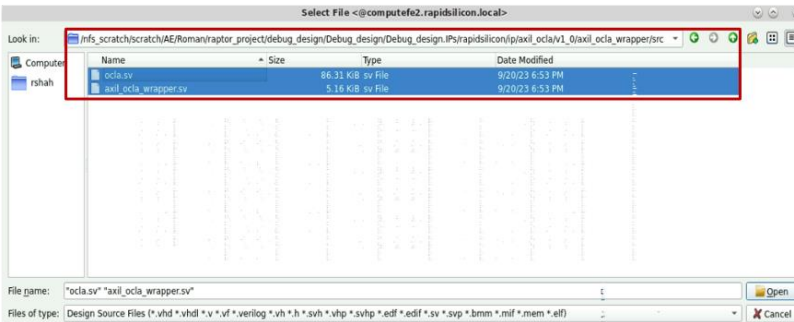 Select File <@computefe2.rapidsilicon.local>
Look in: /nfs_scratch/scratch/AE/Roman/raptor_project/debug_design/Debug_design/Debug_design.IPs/rapidsilicon/ip/axil_ocla/v1_0/axil_ocla_wrapper/src
Computer
rshah
Name Size Type Date Modified
ocla.sv 86.31 KiB sv File 9/20/23 6:53 PM
axil_ocla_wrapper.sv 5.16 KiB sv File 9/20/23 6:53 PM
File name: "ocla.sv" "axil_ocla_wrapper.sv" Open
Files of type: Design Source Files (*.vhd *.vhdl *.v *.vf *.verilog *.vh *.h *.svh *.vhp *.svhp *.edf *.edif *.sv *.svp *.bmm *.mif *.mem *.elf) Cancel